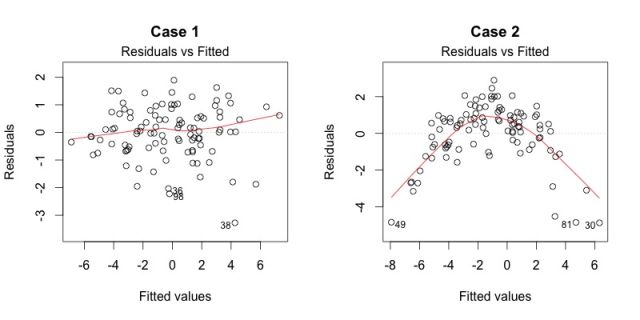 Case 1
Residuals vs Fitted
Residuals
2
1
0
-1
-2
-3
36
98
38
-6 -4 -2 0 2 4 6
Fitted values
Case 2
Residuals vs Fitted
Residuals
2
0
-2
-4
49
81
30
-8 -6 -4 -2 0 2 4 6
Fitted values